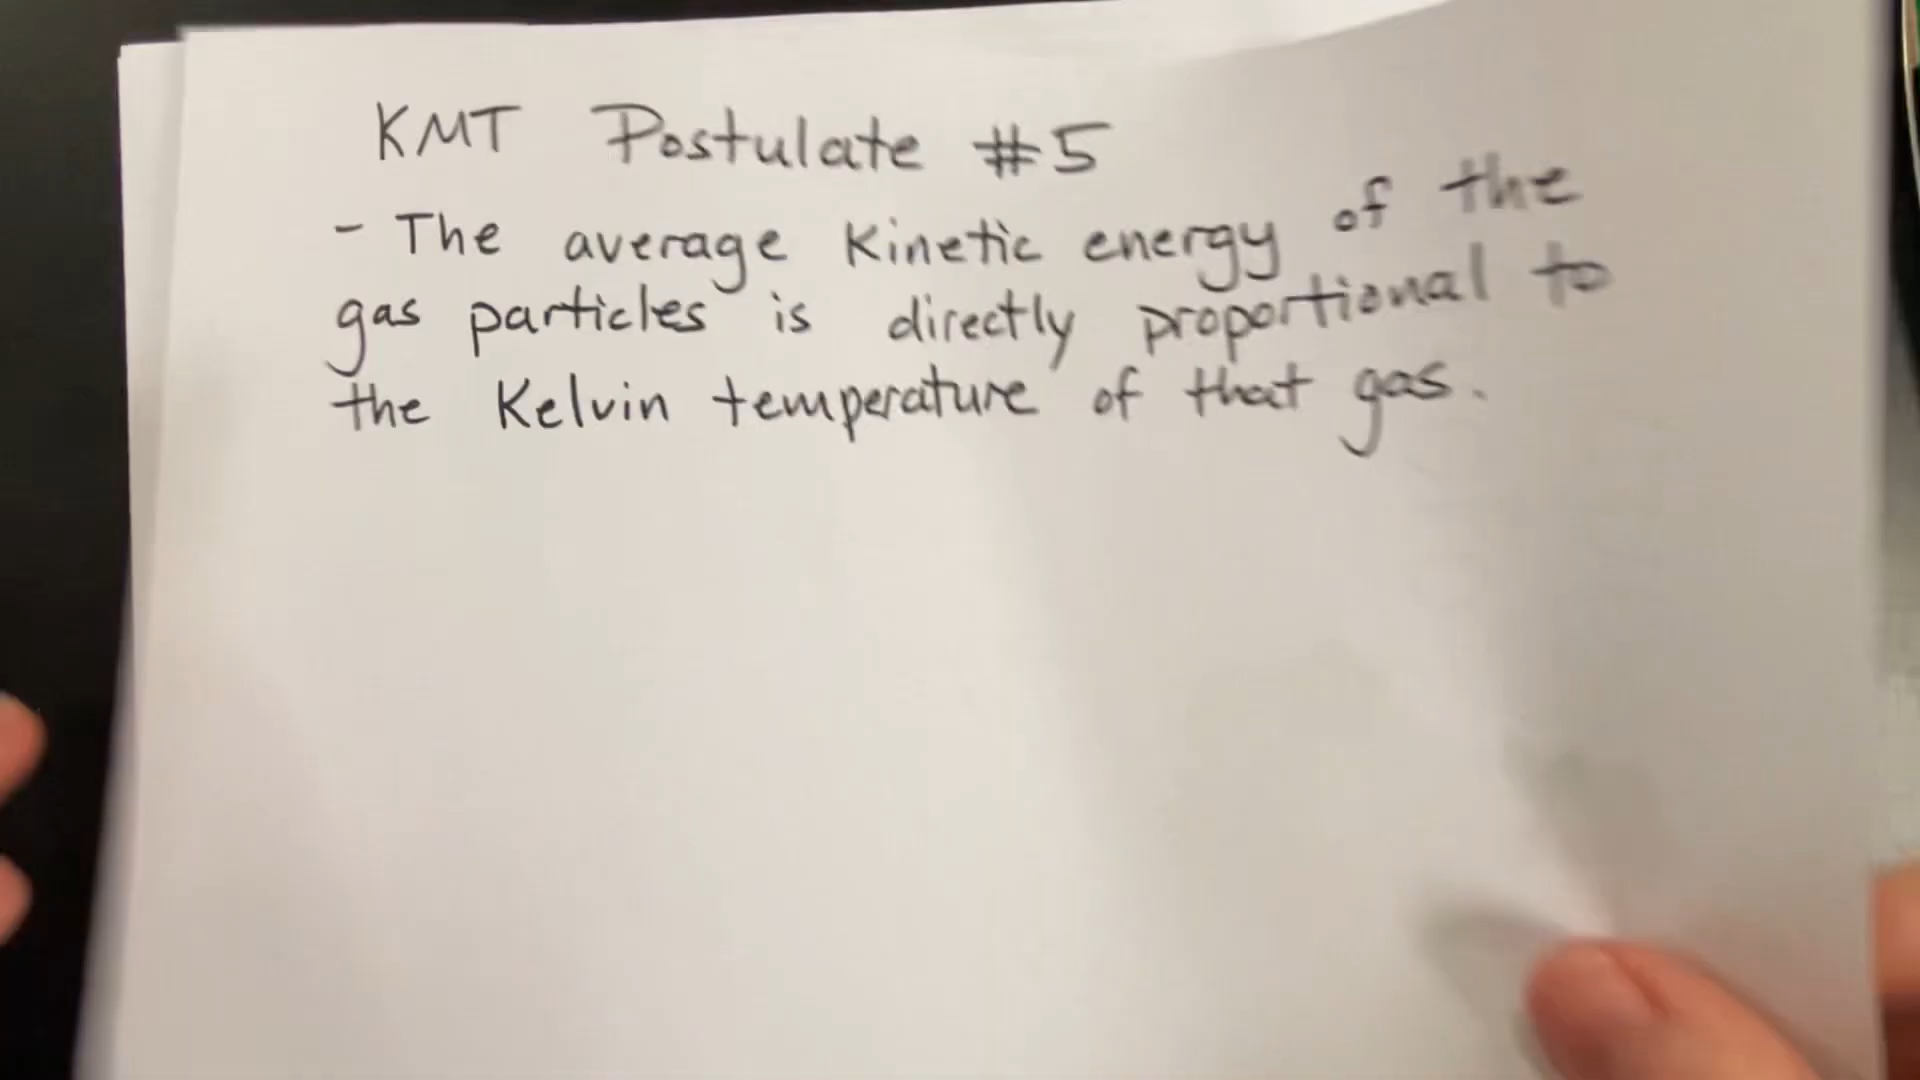 KMT Postulate #5
- The average Kinetic energy of the
gas particles is directly proportional to
the Kelvin temperature of that gas.